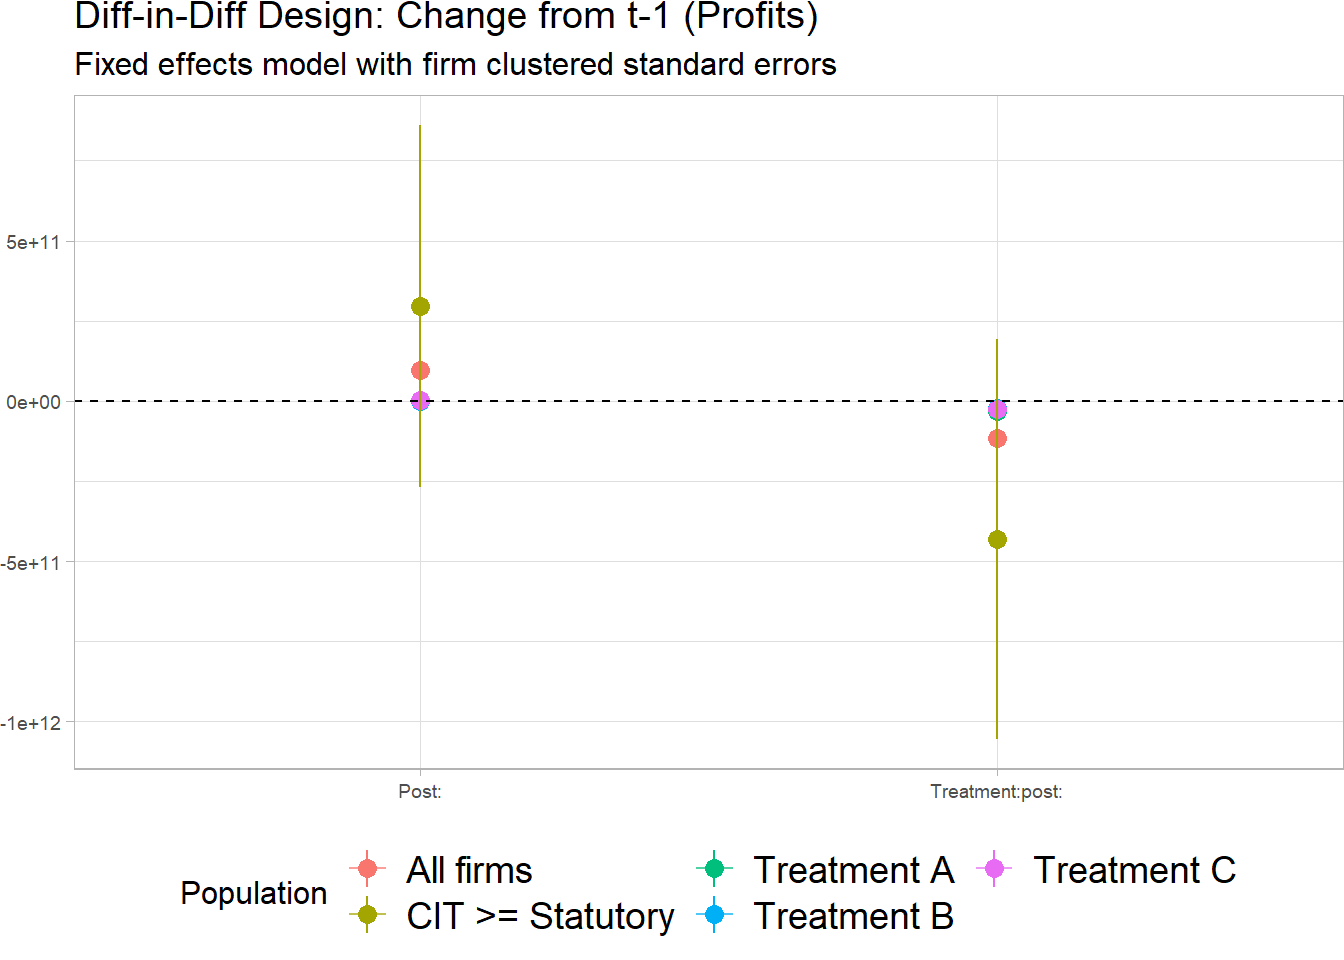 Diff-in-Diff Design: Change from t-1 (Profits)
Fixed effects model with firm clustered standard errors
5e+11
0e+00
-5e+11
-1e+12
Post:
Treatment:post:
Population
All firms
CIT >= Statutory
Treatment A
Treatment B
Treatment C